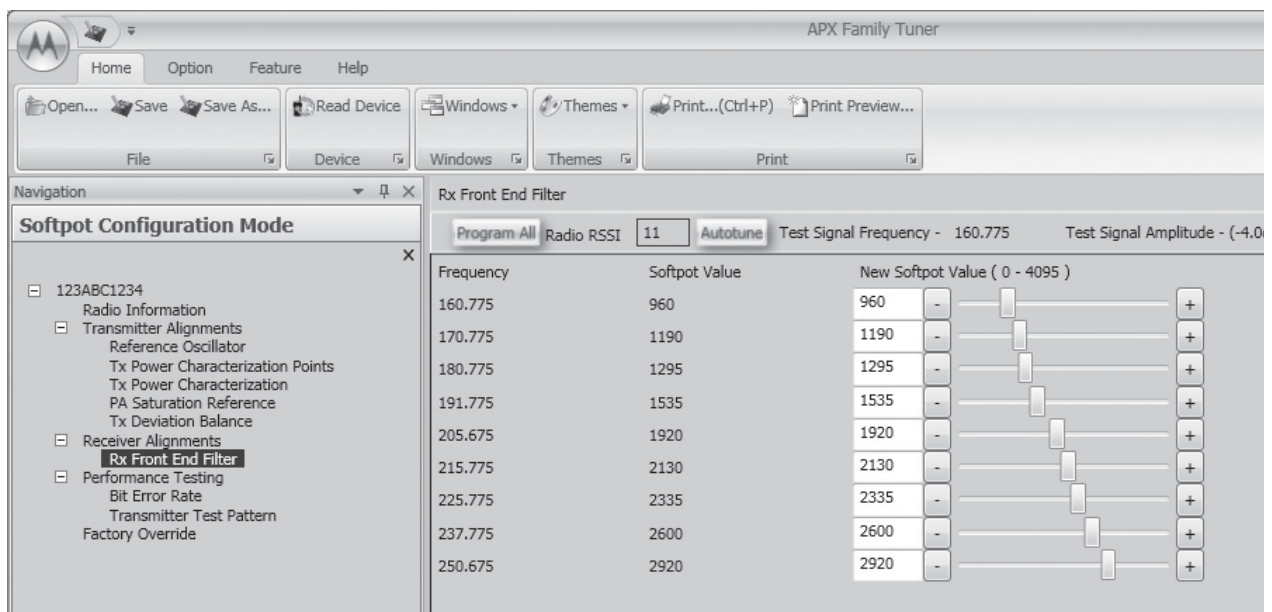 APX Family Tuner
Home Option Feature Help
Open... Save Save As... Read Device Windows Themes Print...(Ctrl+P) Print Preview...
File Device Windows Themes Print
Navigation
Softpot Configuration Mode
123ABC1234
Radio Information
Transmitter Alignments
Reference Oscillator
Tx Power Characterization Points
Tx Power Characterization
PA Saturation Reference
Tx Deviation Balance
Receiver Alignments
Rx Front End Filter
Performance Testing
Bit Error Rate
Transmitter Test Pattern
Factory Override
Rx Front End Filter
Program All Radio RSSI 11 Autotune Test Signal Frequency - 160.775 Test Signal Amplitude - (-4.0
Frequency Softpot Value New Softpot Value ( 0 - 4095 )
160.775 960 960 - +
170.775 1190 1190 - +
180.775 1295 1295 - +
191.775 1535 1535 - +
205.675 1920 1920 - +
215.775 2130 2130 - +
225.775 2335 2335 - +
237.775 2600 2600 - +
250.675 2920 2920 - +